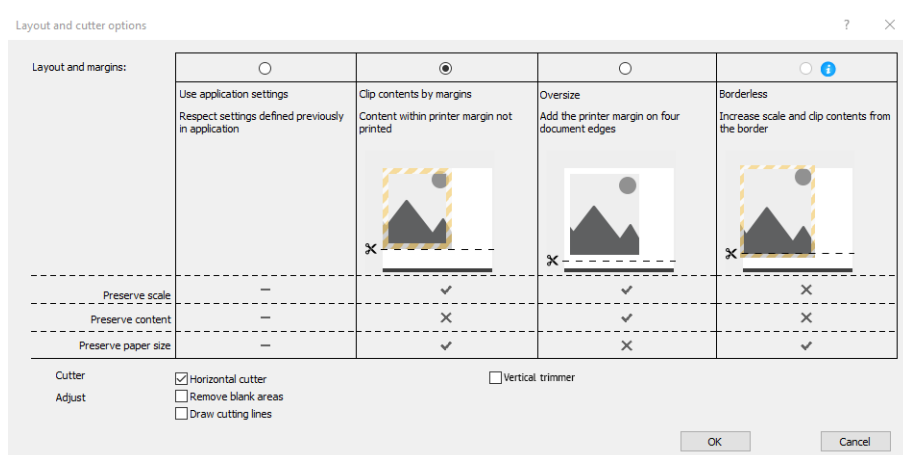 Layout and cutter options
Layout and margins:
Use application settings
Respect settings defined previously
in application
Clip contents by margins
Content within printer margin not
printed
Oversize
Add the printer margin on four
document edges
Borderless
Increase scale and clip contents from
the border
Preserve scale
Preserve content
Preserve paper size
Cutter
Horizontal cutter
Vertical trimmer
Adjust
Remove blank areas
Draw cutting lines
OK
Cancel